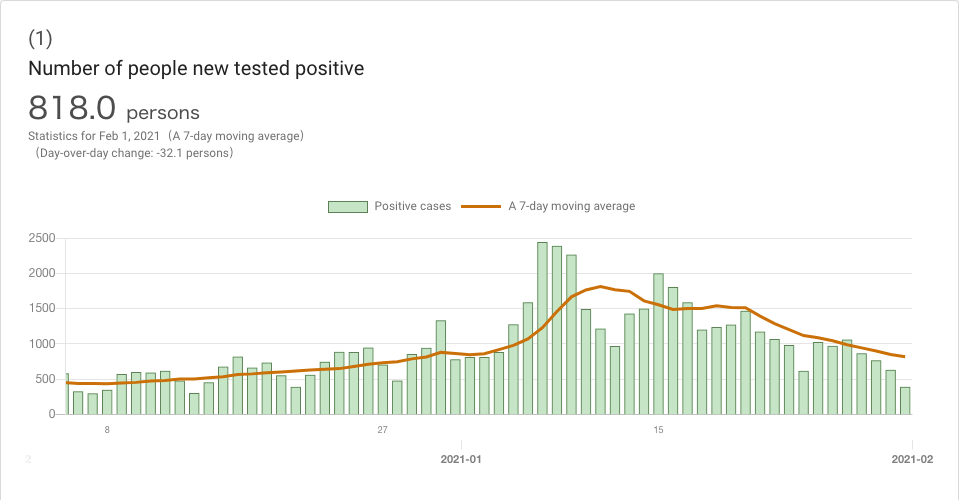 (1)
Number of people new tested positive
818.0 persons
Statistics for Feb 1, 2021 （A 7-day moving average）
（Day-over-day change: -32.1 persons）
Positive cases A 7-day moving average
2500
2000
1500
1000
500
0
8 27 15
2 2021-01 2021-02